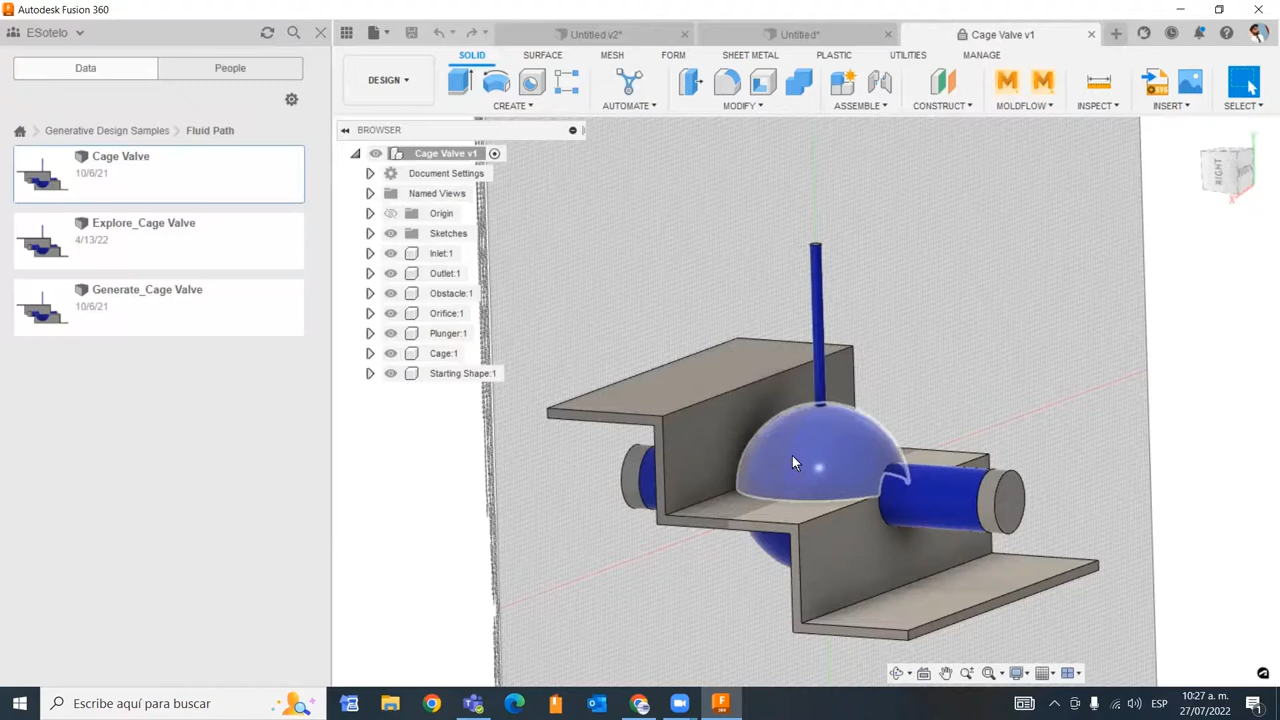 Autodesk Fusion 360
ESotelo
Untitled v2*
Untitled*
Cage Valve v1
Data
People
DESIGN
SOLID
SURFACE
MESH
FORM
SHEET METAL
PLASTIC
UTILITIES
MANAGE
CREATE
AUTOMATE
MODIFY
ASSEMBLE
CONSTRUCT
MOLDFLOW
INSPECT
INSERT
SELECT
Generative Design Samples
Fluid Path
BROWSER
Cage Valve
10/6/21
Explore_Cage Valve
4/13/22
Generate_Cage Valve
10/6/21
Cage Valve v1
Document Settings
Named Views
Origin
Sketches
Inlet:1
Outlet:1
Obstacle:1
Orifice:1
Plunger:1
Cage:1
Starting Shape:1
RIGHT
X
Escribe aquí para buscar
ESP
10:27 a. m.
27/07/2022